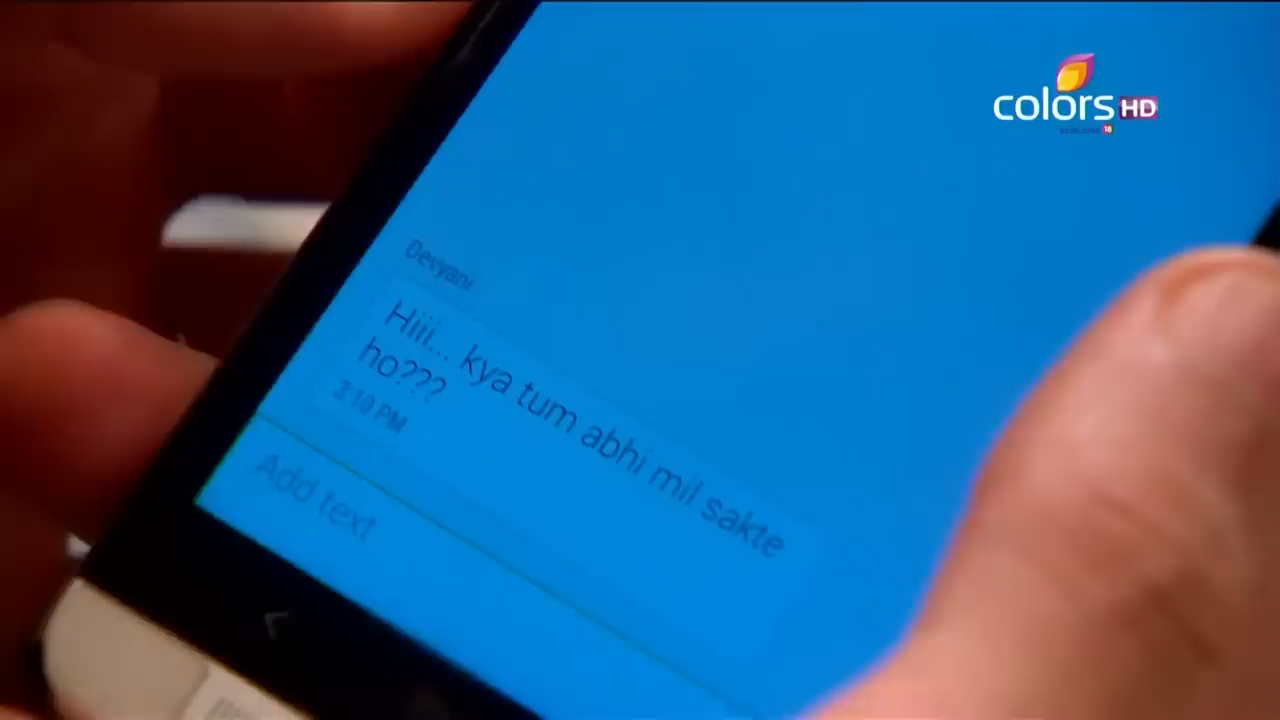 colors HD
Devyani
Hiii... kya tum abhi mil sakte
ho???
3:10 PM
Add text